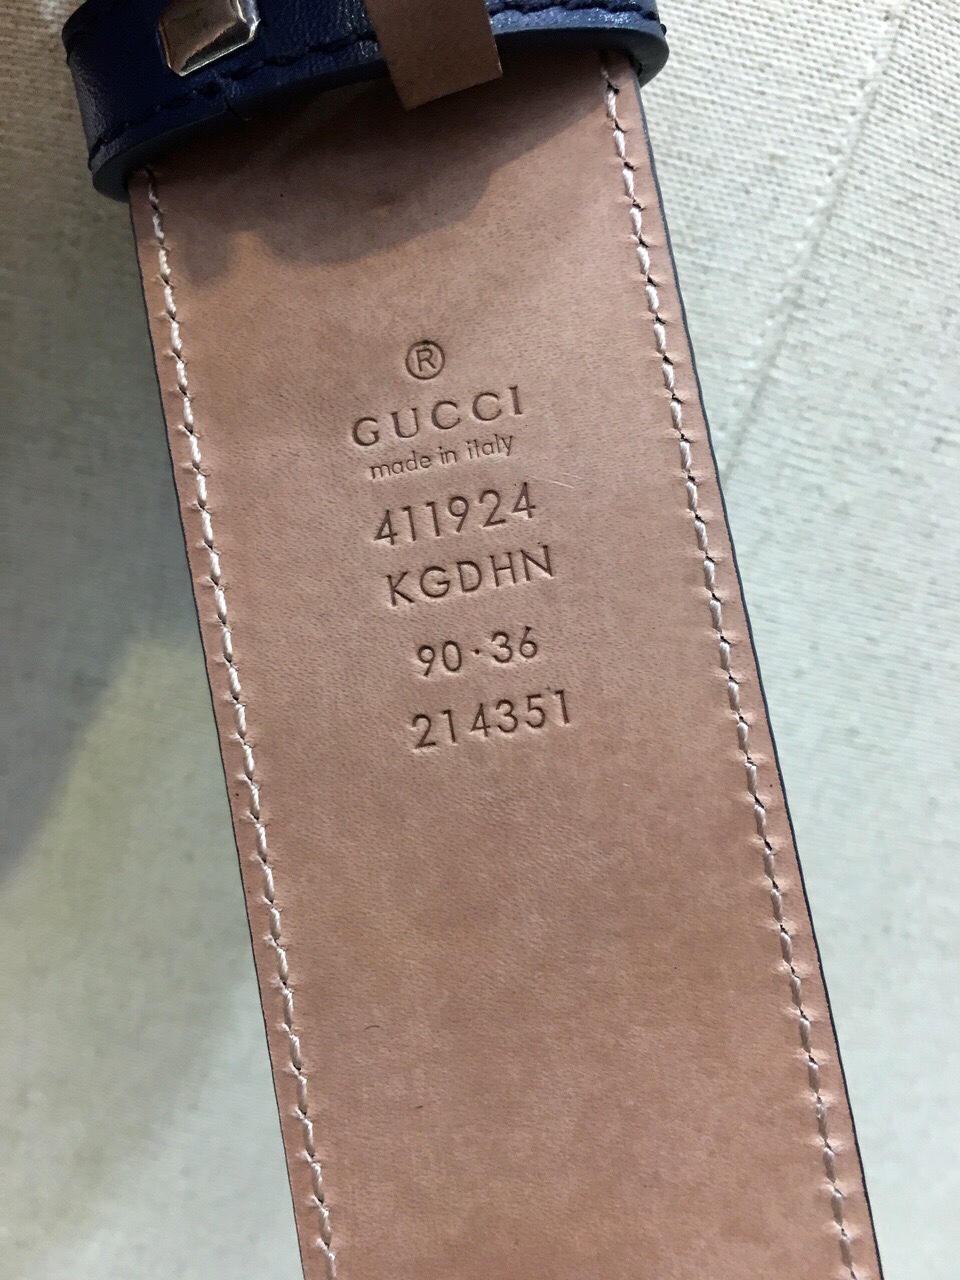 ®
GUCCI
made in italy
411924
KGDHN
90·36
214351